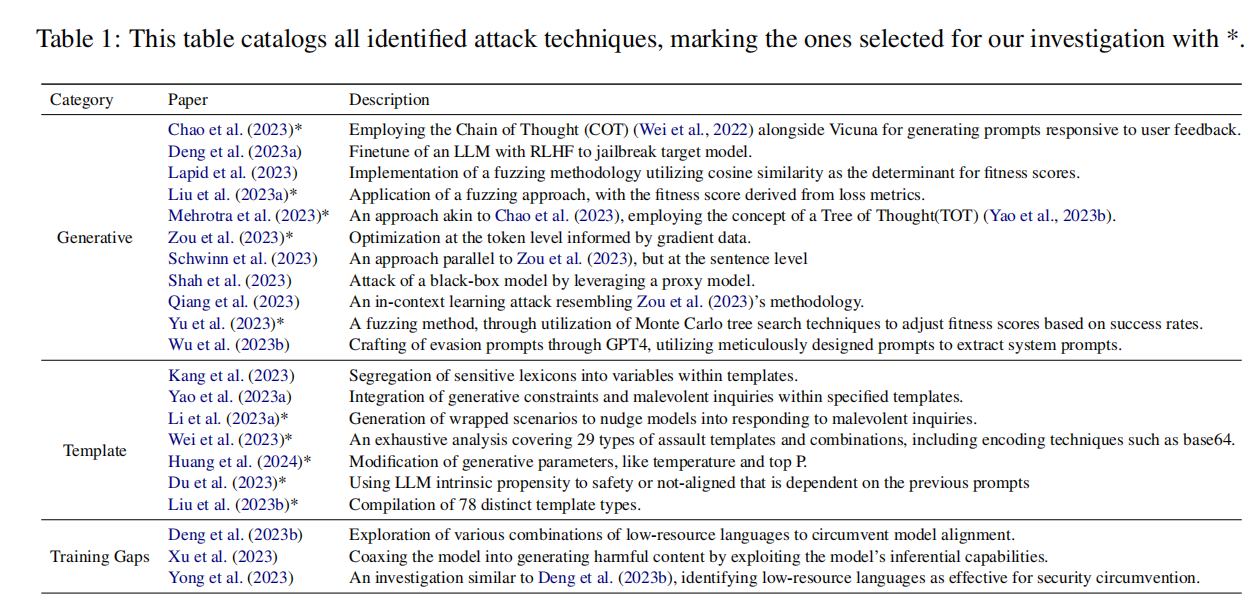 Table 1: This table catalogs all identified attack techniques, marking the ones selected for our investigation with *.
Category Paper Description
Chao et al. (2023)* Employing the Chain of Thought (COT) (Wei et al., 2022) alongside Vicuna for generating prompts responsive to user feedback.
Deng et al. (2023a) Finetune of an LLM with RLHF to jailbreak target model.
Lapid et al. (2023) Implementation of a fuzzing methodology utilizing cosine similarity as the determinant for fitness scores.
Liu et al. (2023a)* Application of a fuzzing approach, with the fitness score derived from loss metrics.
Mehrotra et al. (2023)* An approach akin to Chao et al. (2023), employing the concept of a Tree of Thought(TOT) (Yao et al., 2023b).
Generative Zou et al. (2023)* Optimization at the token level informed by gradient data.
Schwinn et al. (2023) An approach parallel to Zou et al. (2023), but at the sentence level
Shah et al. (2023) Attack of a black-box model by leveraging a proxy model.
Qiang et al. (2023) An in-context learning attack resembling Zou et al. (2023)'s methodology.
Yu et al. (2023)* A fuzzing method, through utilization of Monte Carlo tree search techniques to adjust fitness scores based on success rates.
Wu et al. (2023b) Crafting of evasion prompts through GPT4, utilizing meticulously designed prompts to extract system prompts.
Kang et al. (2023) Segregation of sensitive lexicons into variables within templates.
Yao et al. (2023a) Integration of generative constraints and malevolent inquiries within specified templates.
Li et al. (2023a)* Generation of wrapped scenarios to nudge models into responding to malevolent inquiries.
Template Wei et al. (2023)* An exhaustive analysis covering 29 types of assault templates and combinations, including encoding techniques such as base64.
Huang et al. (2024)* Modification of generative parameters, like temperature and top P.
Du et al. (2023)* Using LLM intrinsic propensity to safety or not-aligned that is dependent on the previous prompts
Liu et al. (2023b)* Compilation of 78 distinct template types.
Deng et al. (2023b) Exploration of various combinations of low-resource languages to circumvent model alignment.
Training Gaps Xu et al. (2023) Coaxing the model into generating harmful content by exploiting the model's inferential capabilities.
Yong et al. (2023) An investigation similar to Deng et al. (2023b), identifying low-resource languages as effective for security circumvention.